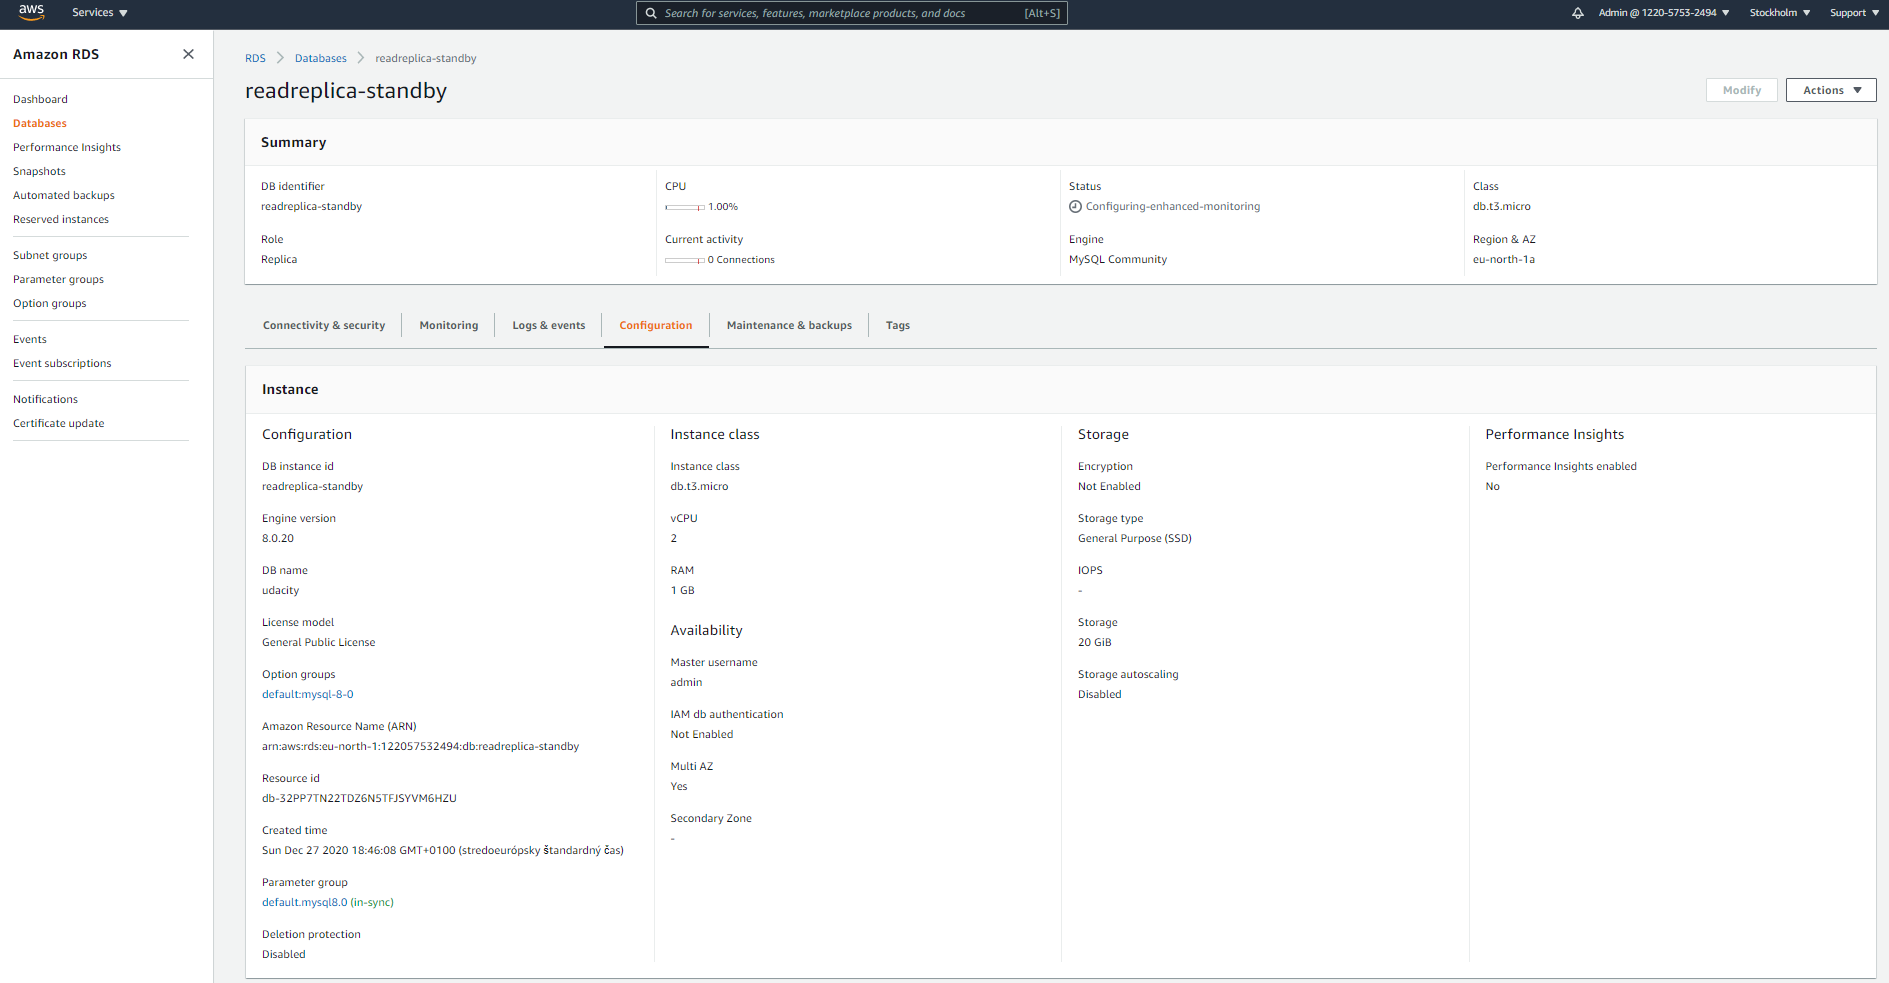 aws
Services
Search for services, features, marketplace products, and docs [Alt+S]
Admin @ 1220-5753-2494
Stockholm
Support
Amazon RDS
Dashboard
Databases
Performance Insights
Snapshots
Automated backups
Reserved instances
Subnet groups
Parameter groups
Option groups
Events
Event subscriptions
Notifications
Certificate update
RDS
Databases
readreplica-standby
readreplica-standby
Modify
Actions
Summary
DB identifier
readreplica-standby
Role
Replica
CPU
1.00%
Current activity
0 Connections
Status
Configuring-enhanced-monitoring
Engine
MySQL Community
Class
db.t3.micro
Region & AZ
eu-north-1a
Connectivity & security
Monitoring
Logs & events
Configuration
Maintenance & backups
Tags
Instance
Configuration
DB instance id
readreplica-standby
Engine version
8.0.20
DB name
udacity
License model
General Public License
Option groups
default:mysql-8-0
Amazon Resource Name (ARN)
arn:aws:rds:eu-north-1:122057532494:db:readreplica-standby
Resource id
db-32PP7TN22TDZ6N5TFJSYVM6HZU
Created time
Sun Dec 27 2020 18:46:08 GMT+0100 (stredoeurópsky štandardný čas)
Parameter group
default.mysql8.0 (in-sync)
Deletion protection
Disabled
Instance class
Instance class
db.t3.micro
vCPU
2
RAM
1 GB
Availability
Master username
admin
IAM db authentication
Not Enabled
Multi AZ
Yes
Secondary Zone
-
Storage
Encryption
Not Enabled
Storage type
General Purpose (SSD)
IOPS
-
Storage
20 GiB
Storage autoscaling
Disabled
Performance Insights
Performance Insights enabled
No